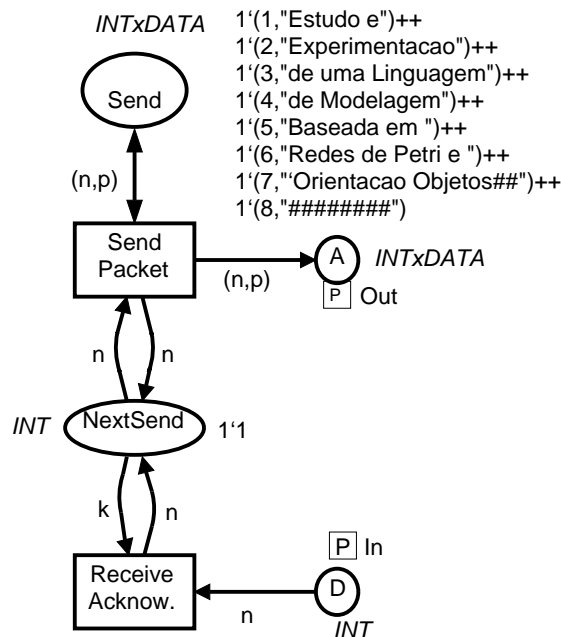 INTxDATA
1‘(1,"Estudo e")++
1‘(2,"Experimentacao")++
1‘(3,"de uma Linguagem")++
1‘(4,"de Modelagem")++
1‘(5,"Baseada em ")++
1‘(6,"Redes de Petri e ")++
1‘(7,"‘Orientacao Objetos##")++
1‘(8,"########")
Send
(n,p)
Send
Packet
(n,p)
A
INTxDATA
P Out
n
n
INT
NextSend
1‘1
k
n
P In
Receive
Acknow.
n
D
INT